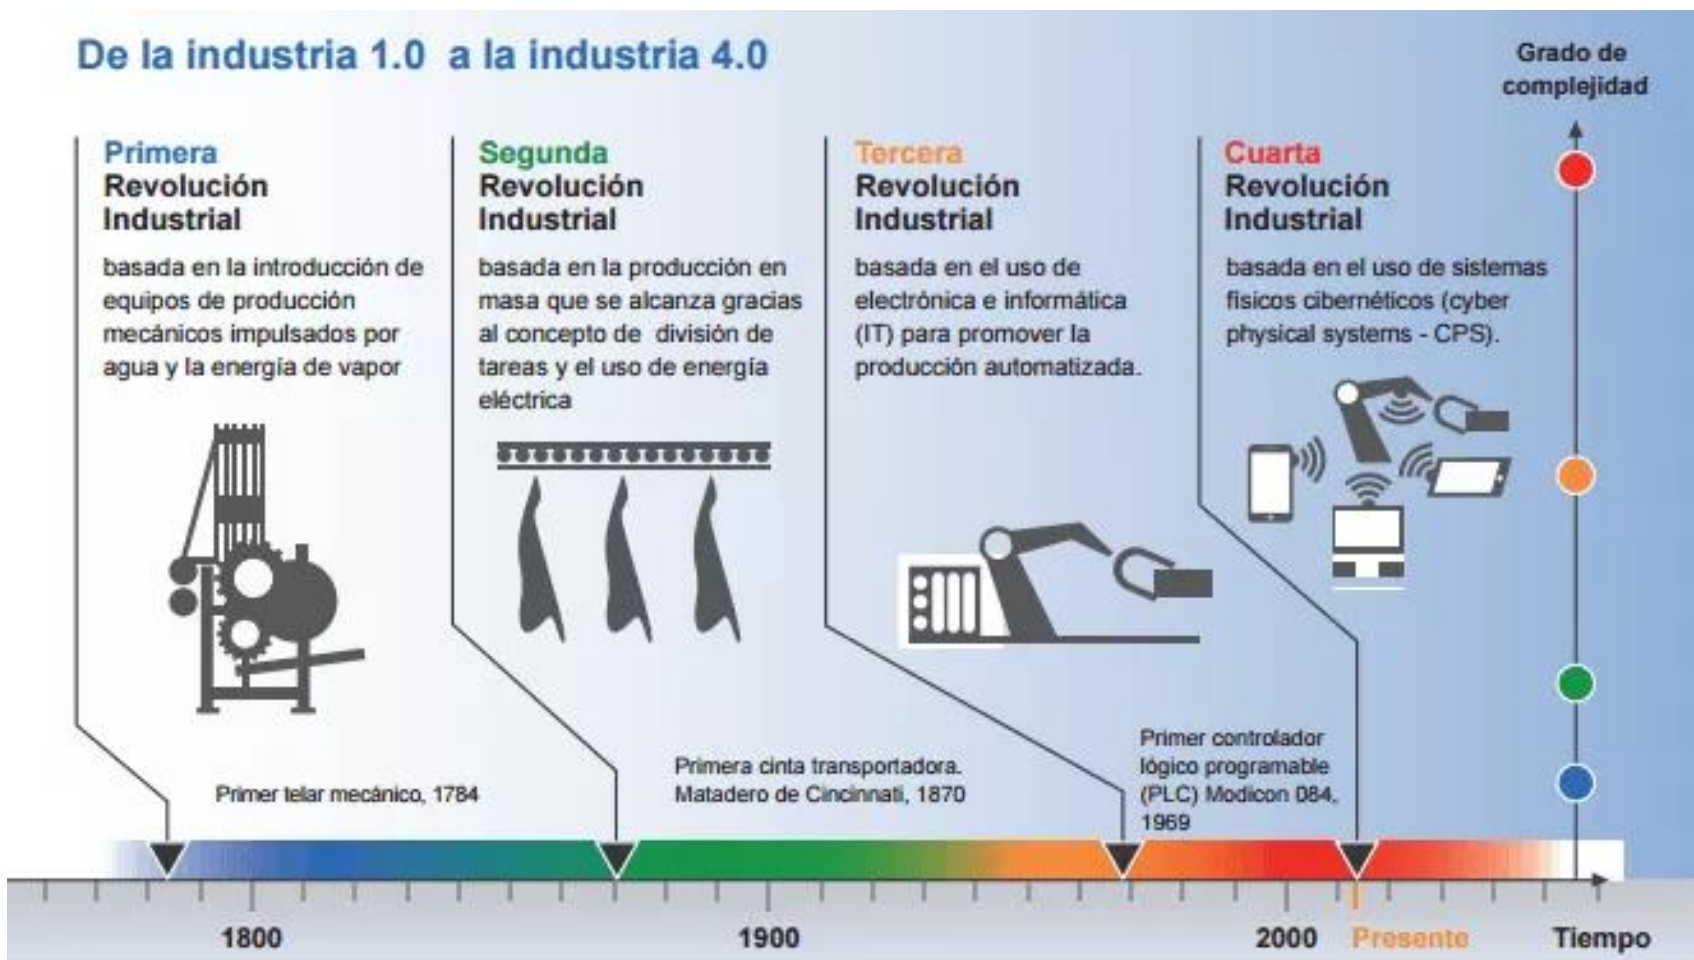 De la industria 1.0 a la industria 4.0
Grado de
complejidad
Primera
Revolución
Industrial
basada en la introducción de
equipos de producción
mecánicos impulsados por
agua y la energía de vapor
Segunda
Revolución
Industrial
basada en la producción en
masa que se alcanza gracias
al concepto de división de
tareas y el uso de energía
eléctrica
Tercera
Revolución
Industrial
basada en el uso de
electrónica e informática
(IT) para promover la
producción automatizada.
Cuarta
Revolución
Industrial
basada en el uso de sistemas
físicos cibernéticos (cyber
physical systems - CPS).
Primer telar mecánico, 1784
Primera cinta transportadora.
Matadero de Cincinnati, 1870
Primer controlador
lógico programable
(PLC) Modicon 084,
1969
1800
1900
2000
Presente
Tiempo